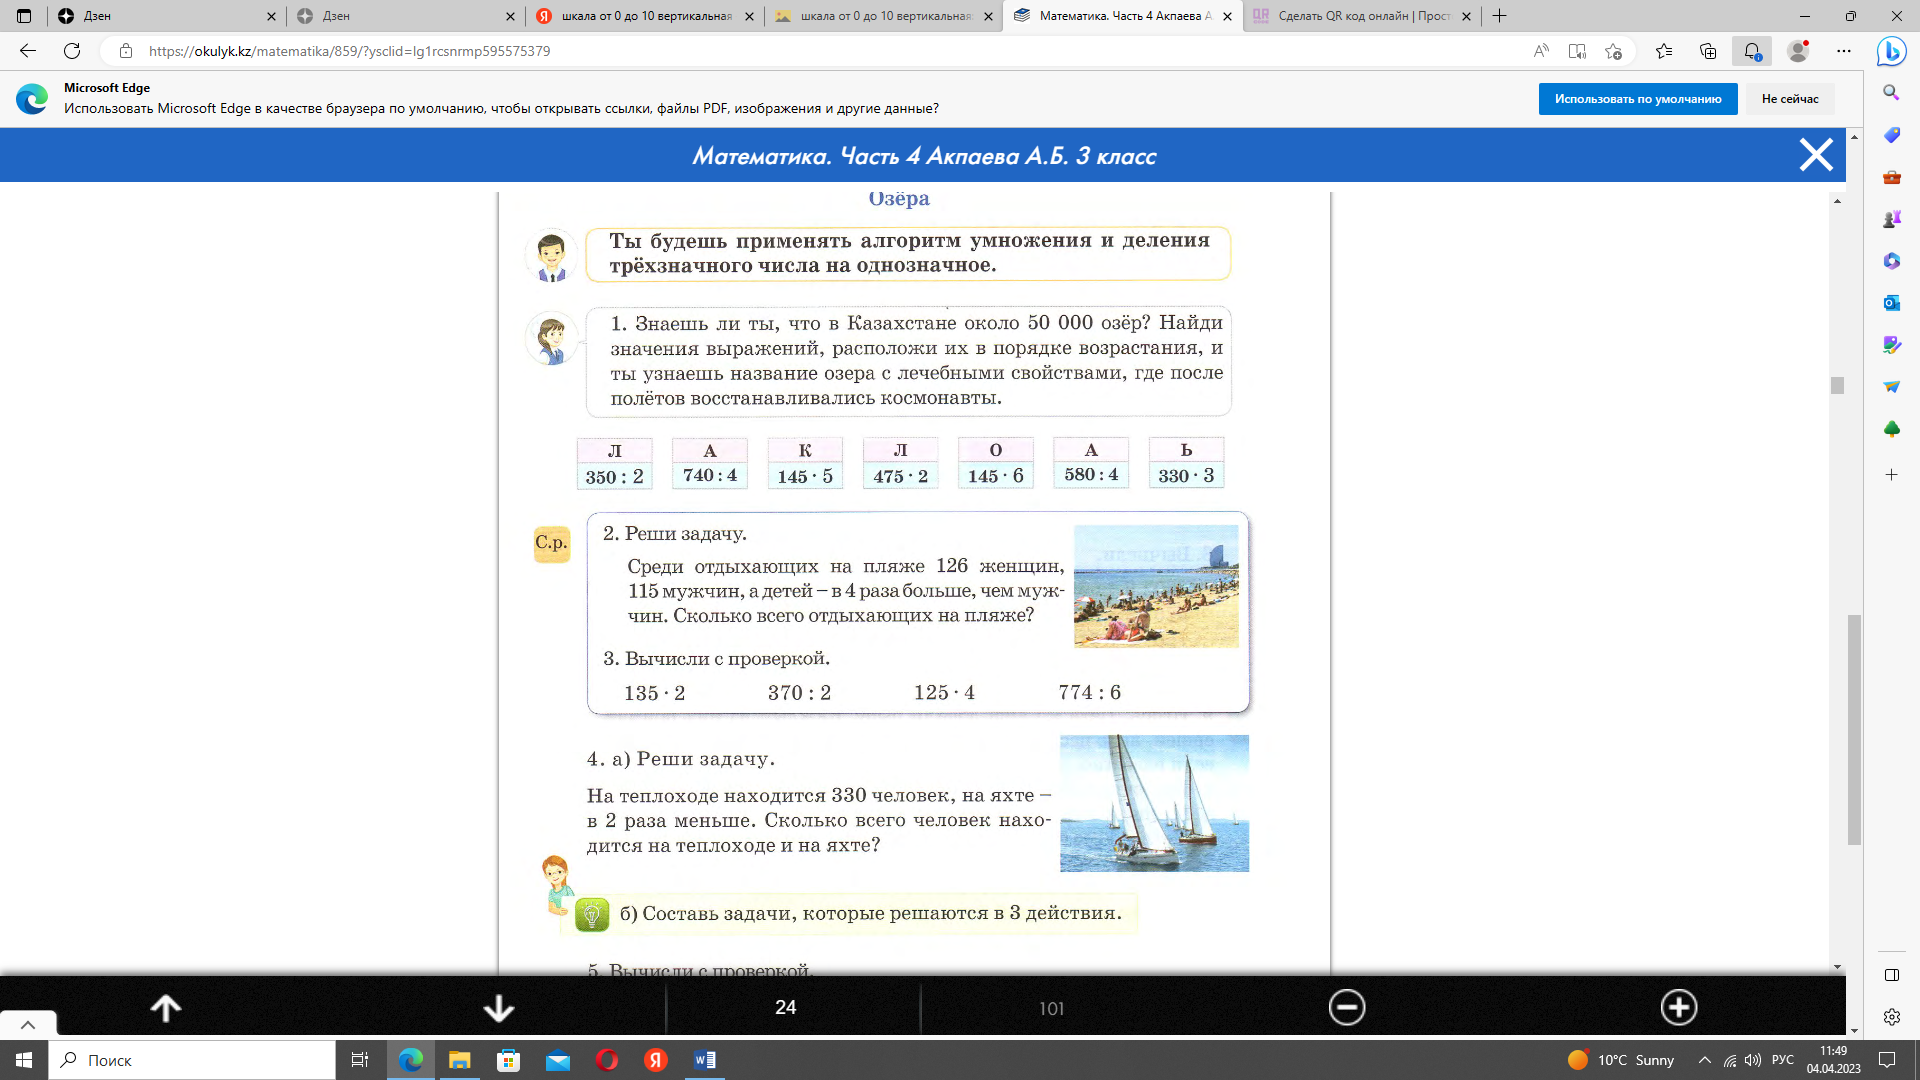 Дзен
Дзен
шкала от 0 до 10 вертикальная
шкала от 0 до 10 вертикальная:
Математика. Часть 4 Акпаева А
Сделать QR код онлайн | Прост
https://okulyk.kz/matematika/859/?ysclid=lg1rcsnrmp595575379
Microsoft Edge
Использовать Microsoft Edge в качестве браузера по умолчанию, чтобы открывать ссылки, файлы PDF, изображения и другие данные?
Использовать по умолчанию
Не сейчас
Математика. Часть 4 Акпаева А.Б. 3 класс
Озёра
Ты будешь применять алгоритм умножения и деления
трёхзначного числа на однозначное.
1. Знаешь ли ты, что в Казахстане около 50 000 озёр? Найди
значения выражений, расположи их в порядке возрастания, и
ты узнаешь название озера с лечебными свойствами, где после
полётов восстанавливались космонавты.
Л А К Л О А Ь
350 : 2 740 : 4 145 · 5 475 · 2 145 · 6 580 : 4 330 · 3
С.р.
2. Реши задачу.
Среди отдыхающих на пляже 126 женщин,
115 мужчин, а детей – в 4 раза больше, чем муж-
чин. Сколько всего отдыхающих на пляже?
3. Вычисли с проверкой.
135 · 2 370 : 2 125 · 4 774 : 6
4. а) Реши задачу.
На теплоходе находится 330 человек, на яхте –
в 2 раза меньше. Сколько всего человек нахо-
дится на теплоходе и на яхте?
б) Составь задачи, которые решаются в 3 действия.
5. Вычисли с проверкой.
24
101
Поиск
10°C Sunny
РУС
11:49
04.04.2023